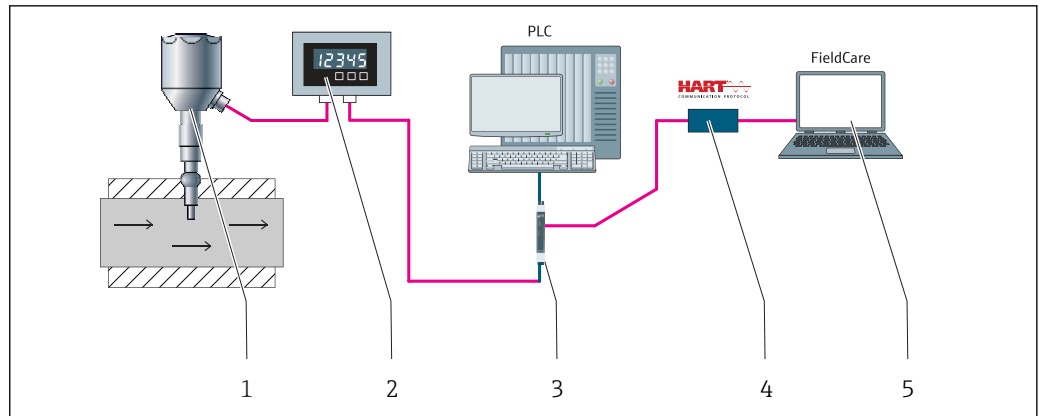 PLC
FieldCare
12345
HART
COMMUNICATION PROTOCOL
1
2
3
4
5